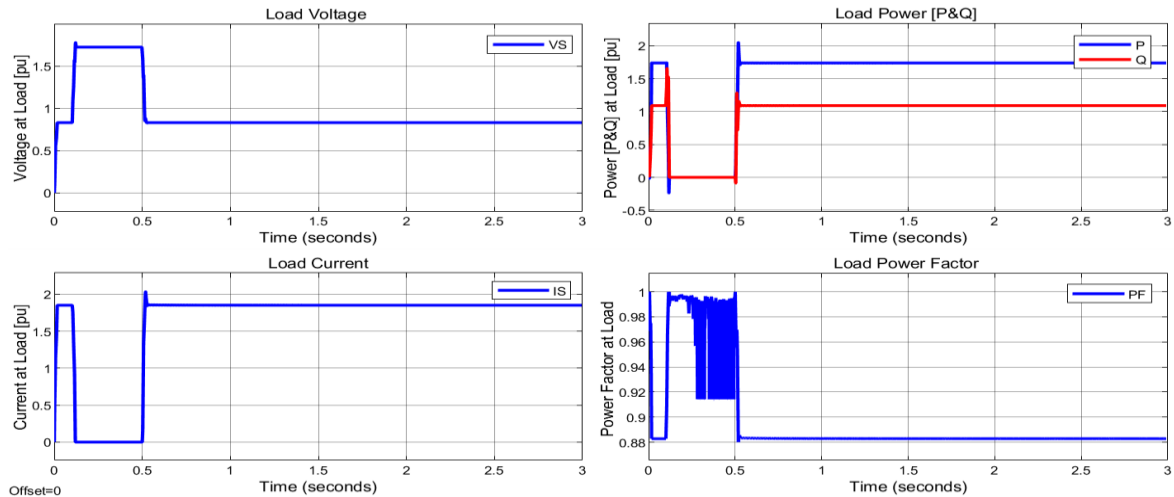 Load Voltage
VS
1.5
1
0.5
0
Voltage at Load [pu]
0 0.5 1 1.5 2 2.5 3
Time (seconds)
Load Power [P&Q]
P
Q
2
1.5
1
0.5
0
-0.5
Power [P&Q] at Load [pu]
0 0.5 1 1.5 2 2.5 3
Time (seconds)
Load Current
IS
2
1.5
1
0.5
0
Current at Load [pu]
0 0.5 1 1.5 2 2.5 3
Time (seconds)
Load Power Factor
PF
1
0.98
0.96
0.94
0.92
0.9
0.88
Power Factor at Load
0 0.5 1 1.5 2 2.5 3
Time (seconds)
Offset=0